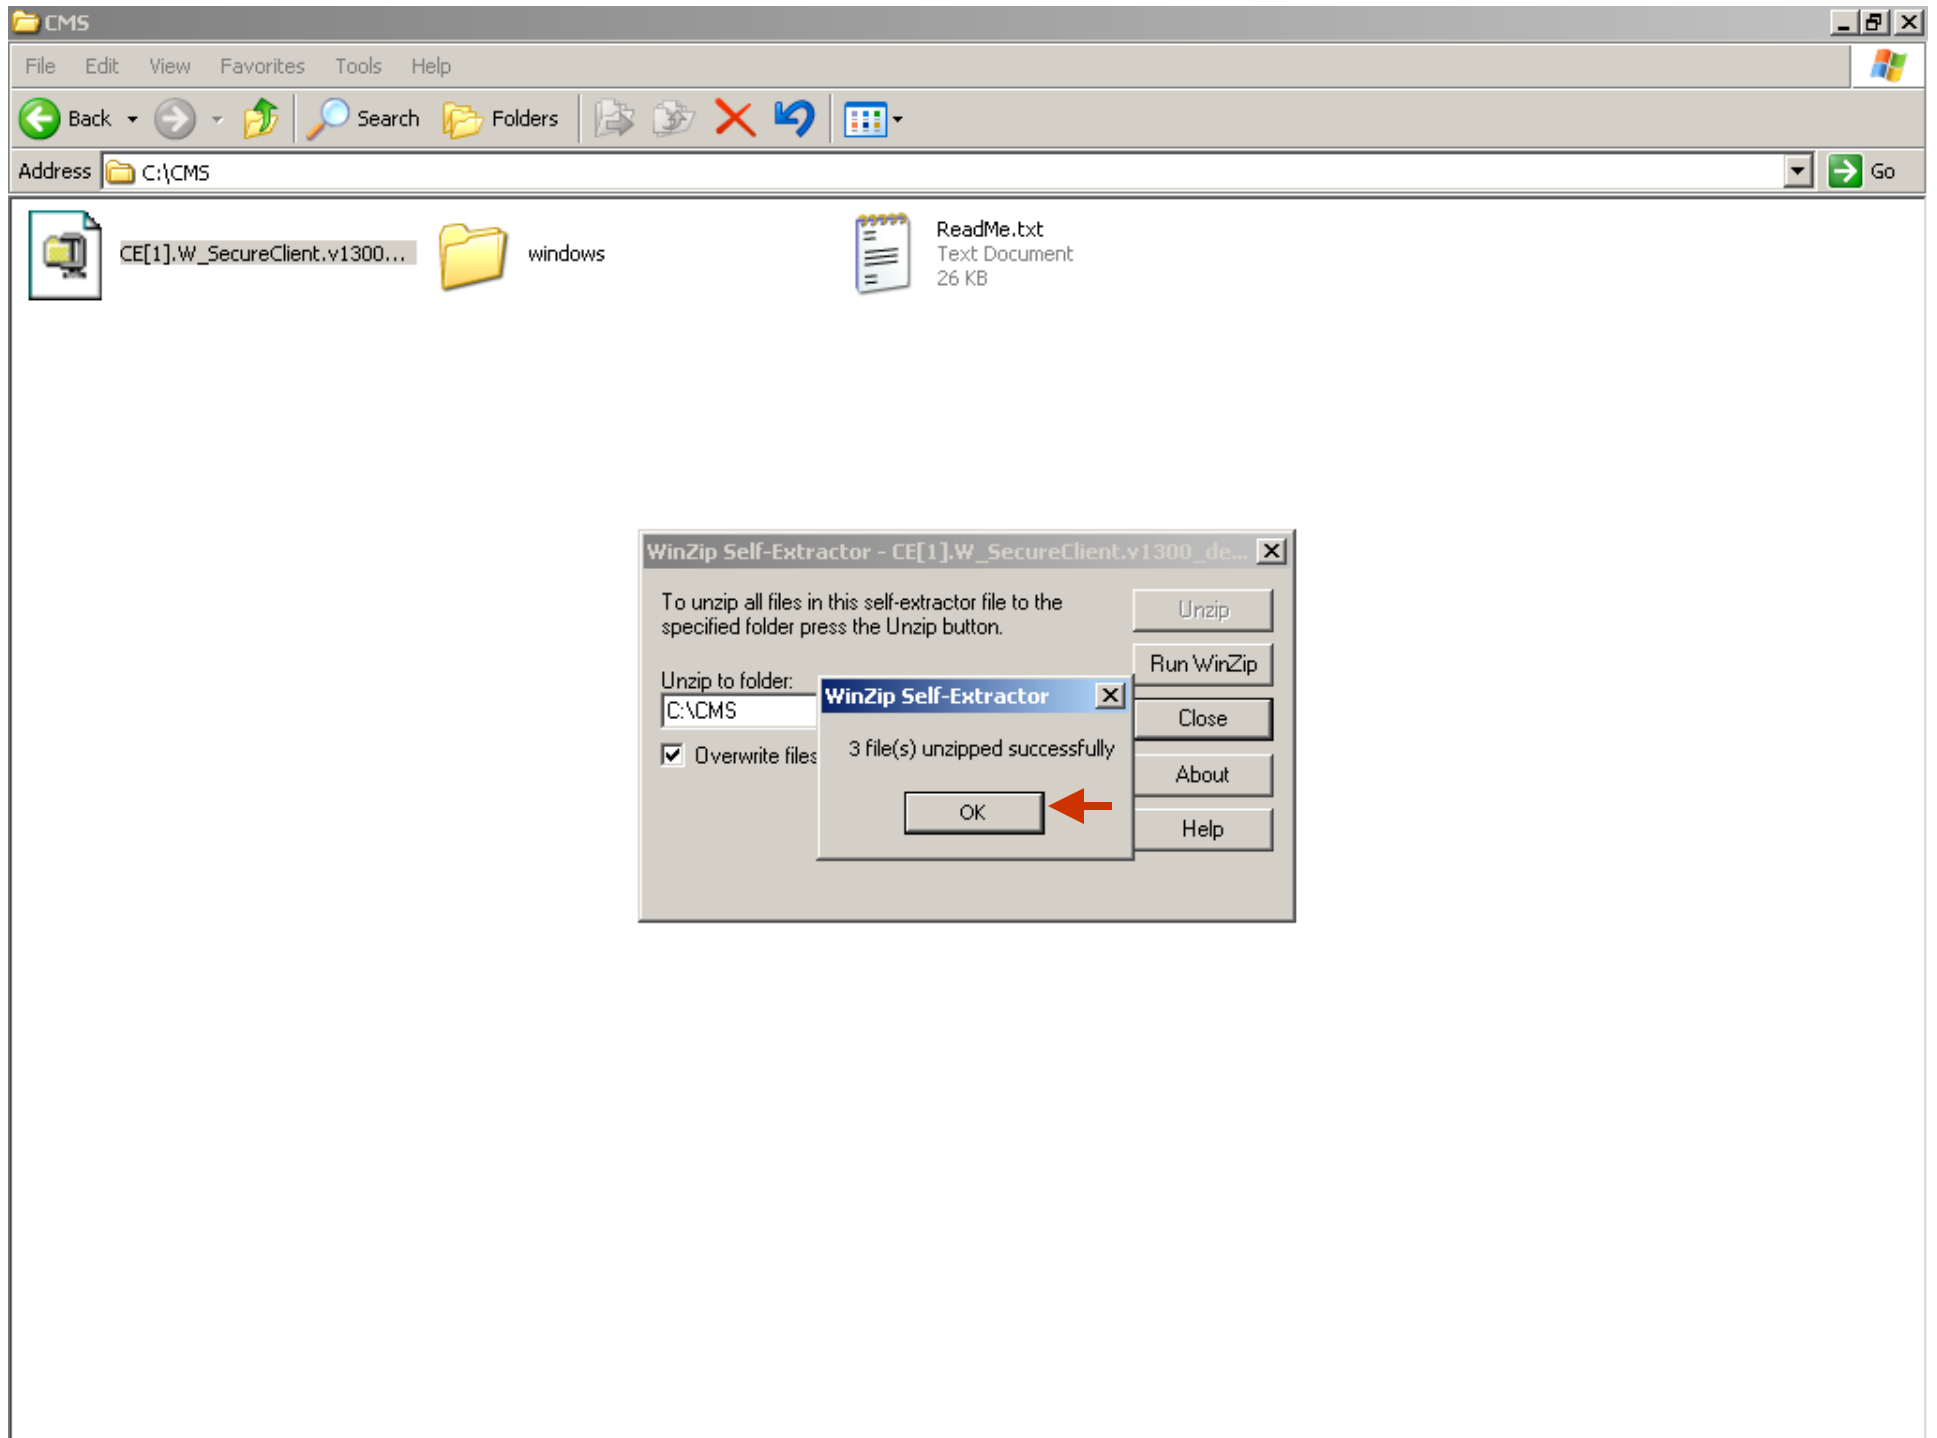 CMS
File Edit View Favorites Tools Help
Back Search Folders
Address C:\CMS Go
CE[1].W_SecureClient.v1300...
windows
ReadMe.txt
Text Document
26 KB
WinZip Self-Extractor - CE[1].W_SecureClient.v1300_de...
To unzip all files in this self-extractor file to the
specified folder press the Unzip button.
Unzip to folder:
C:\CMS
Overwrite files
Unzip
Run WinZip
Close
About
Help
WinZip Self-Extractor
3 file(s) unzipped successfully
OK